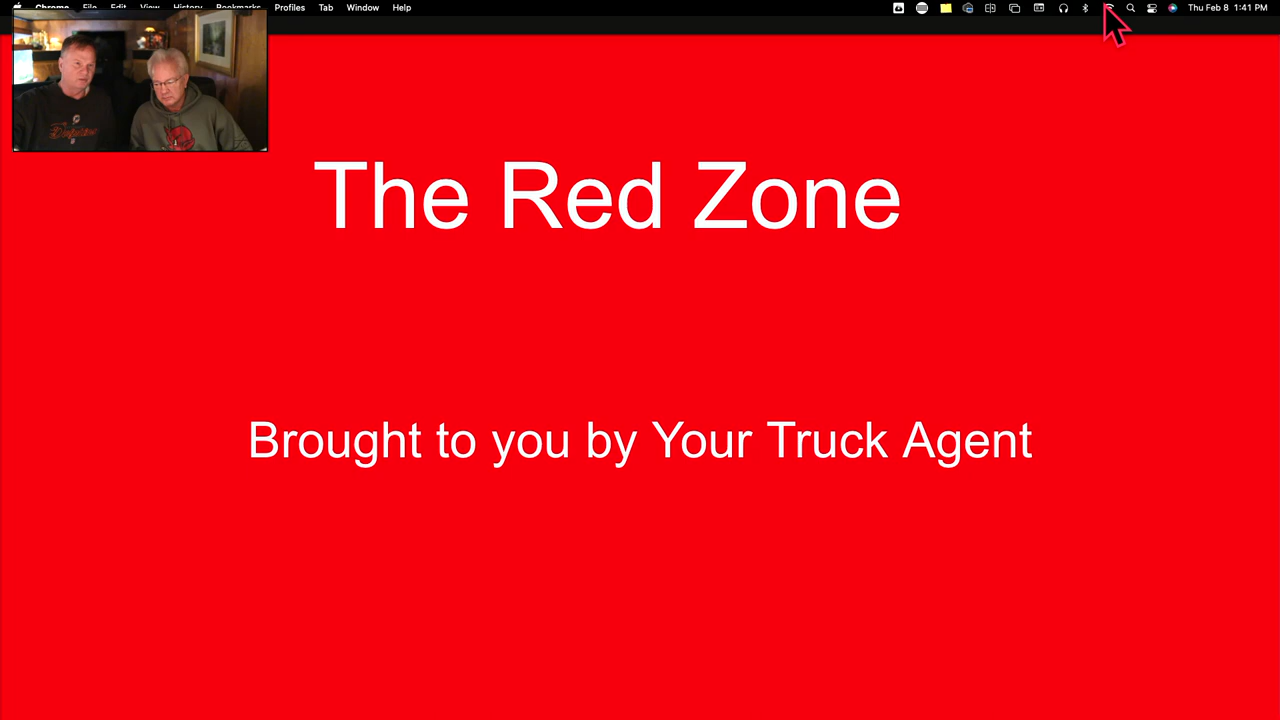 Chrome File Edit View History Bookmarks Profiles Tab Window Help Thu Feb 8 1:41 PM
The Red Zone
Brought to you by Your Truck Agent